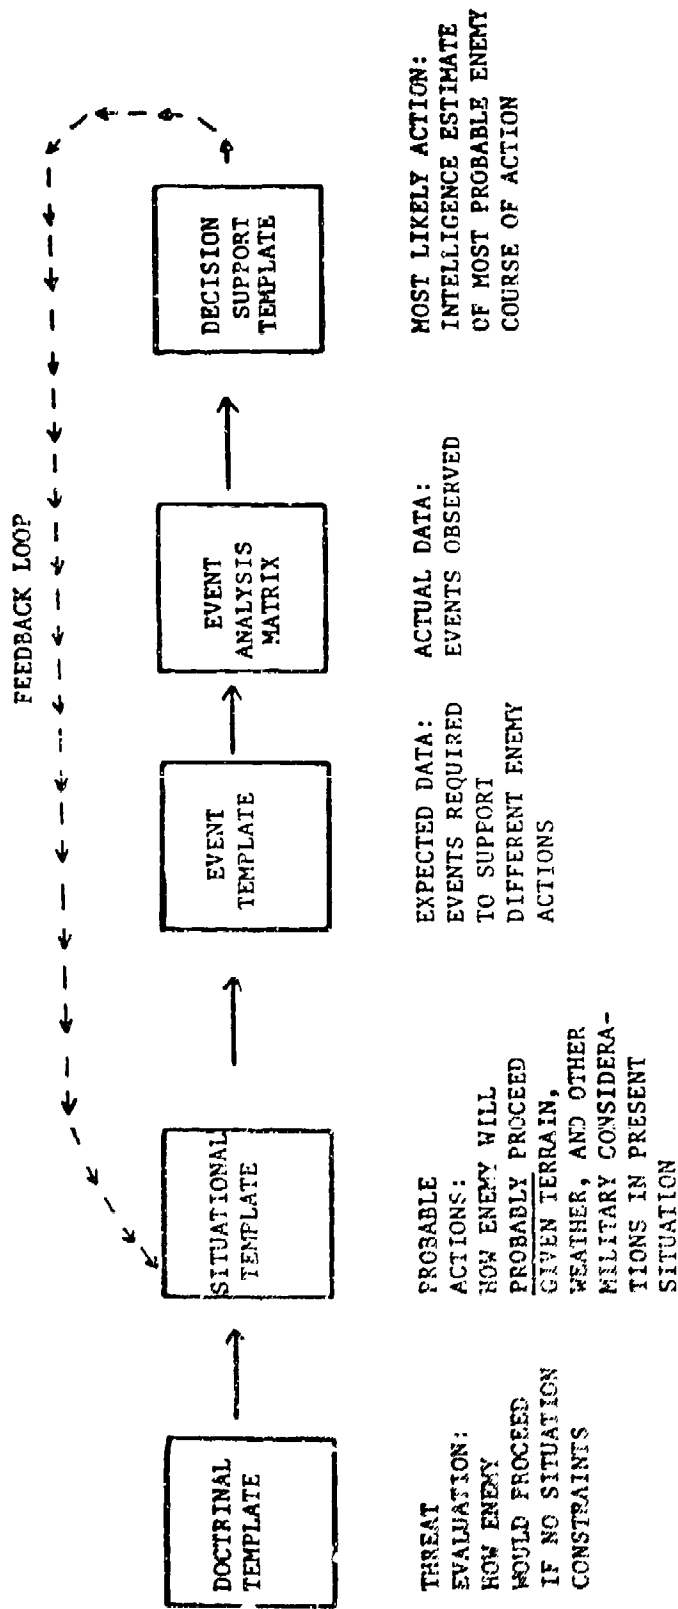 FEEDBACK LOOP
DOCTRINAL
TEMPLATE
SITUATIONAL
TEMPLATE
EVENT
TEMPLATE
EVENT
ANALYSIS
MATRIX
DECISION
SUPPORT
TEMPLATE
THREAT
EVALUATION:
HOW ENEMY
WOULD PROCEED
IF NO SITUATION
CONSTRAINTS
PROBABLE
ACTIONS:
HOW ENEMY WILL
PROBABLY PROCEED
GIVEN TERRAIN,
WEATHER, AND OTHER
MILITARY CONSIDERA-
TIONS IN PRESENT
SITUATION
EXPECTED DATA:
EVENTS REQUIRED
TO SUPPORT
DIFFERENT ENEMY
ACTIONS
ACTUAL DATA:
EVENTS OBSERVED
MOST LIKELY ACTION:
INTELLIGENCE ESTIMATE
OF MOST PROBABLE ENEMY
COURSE OF ACTION